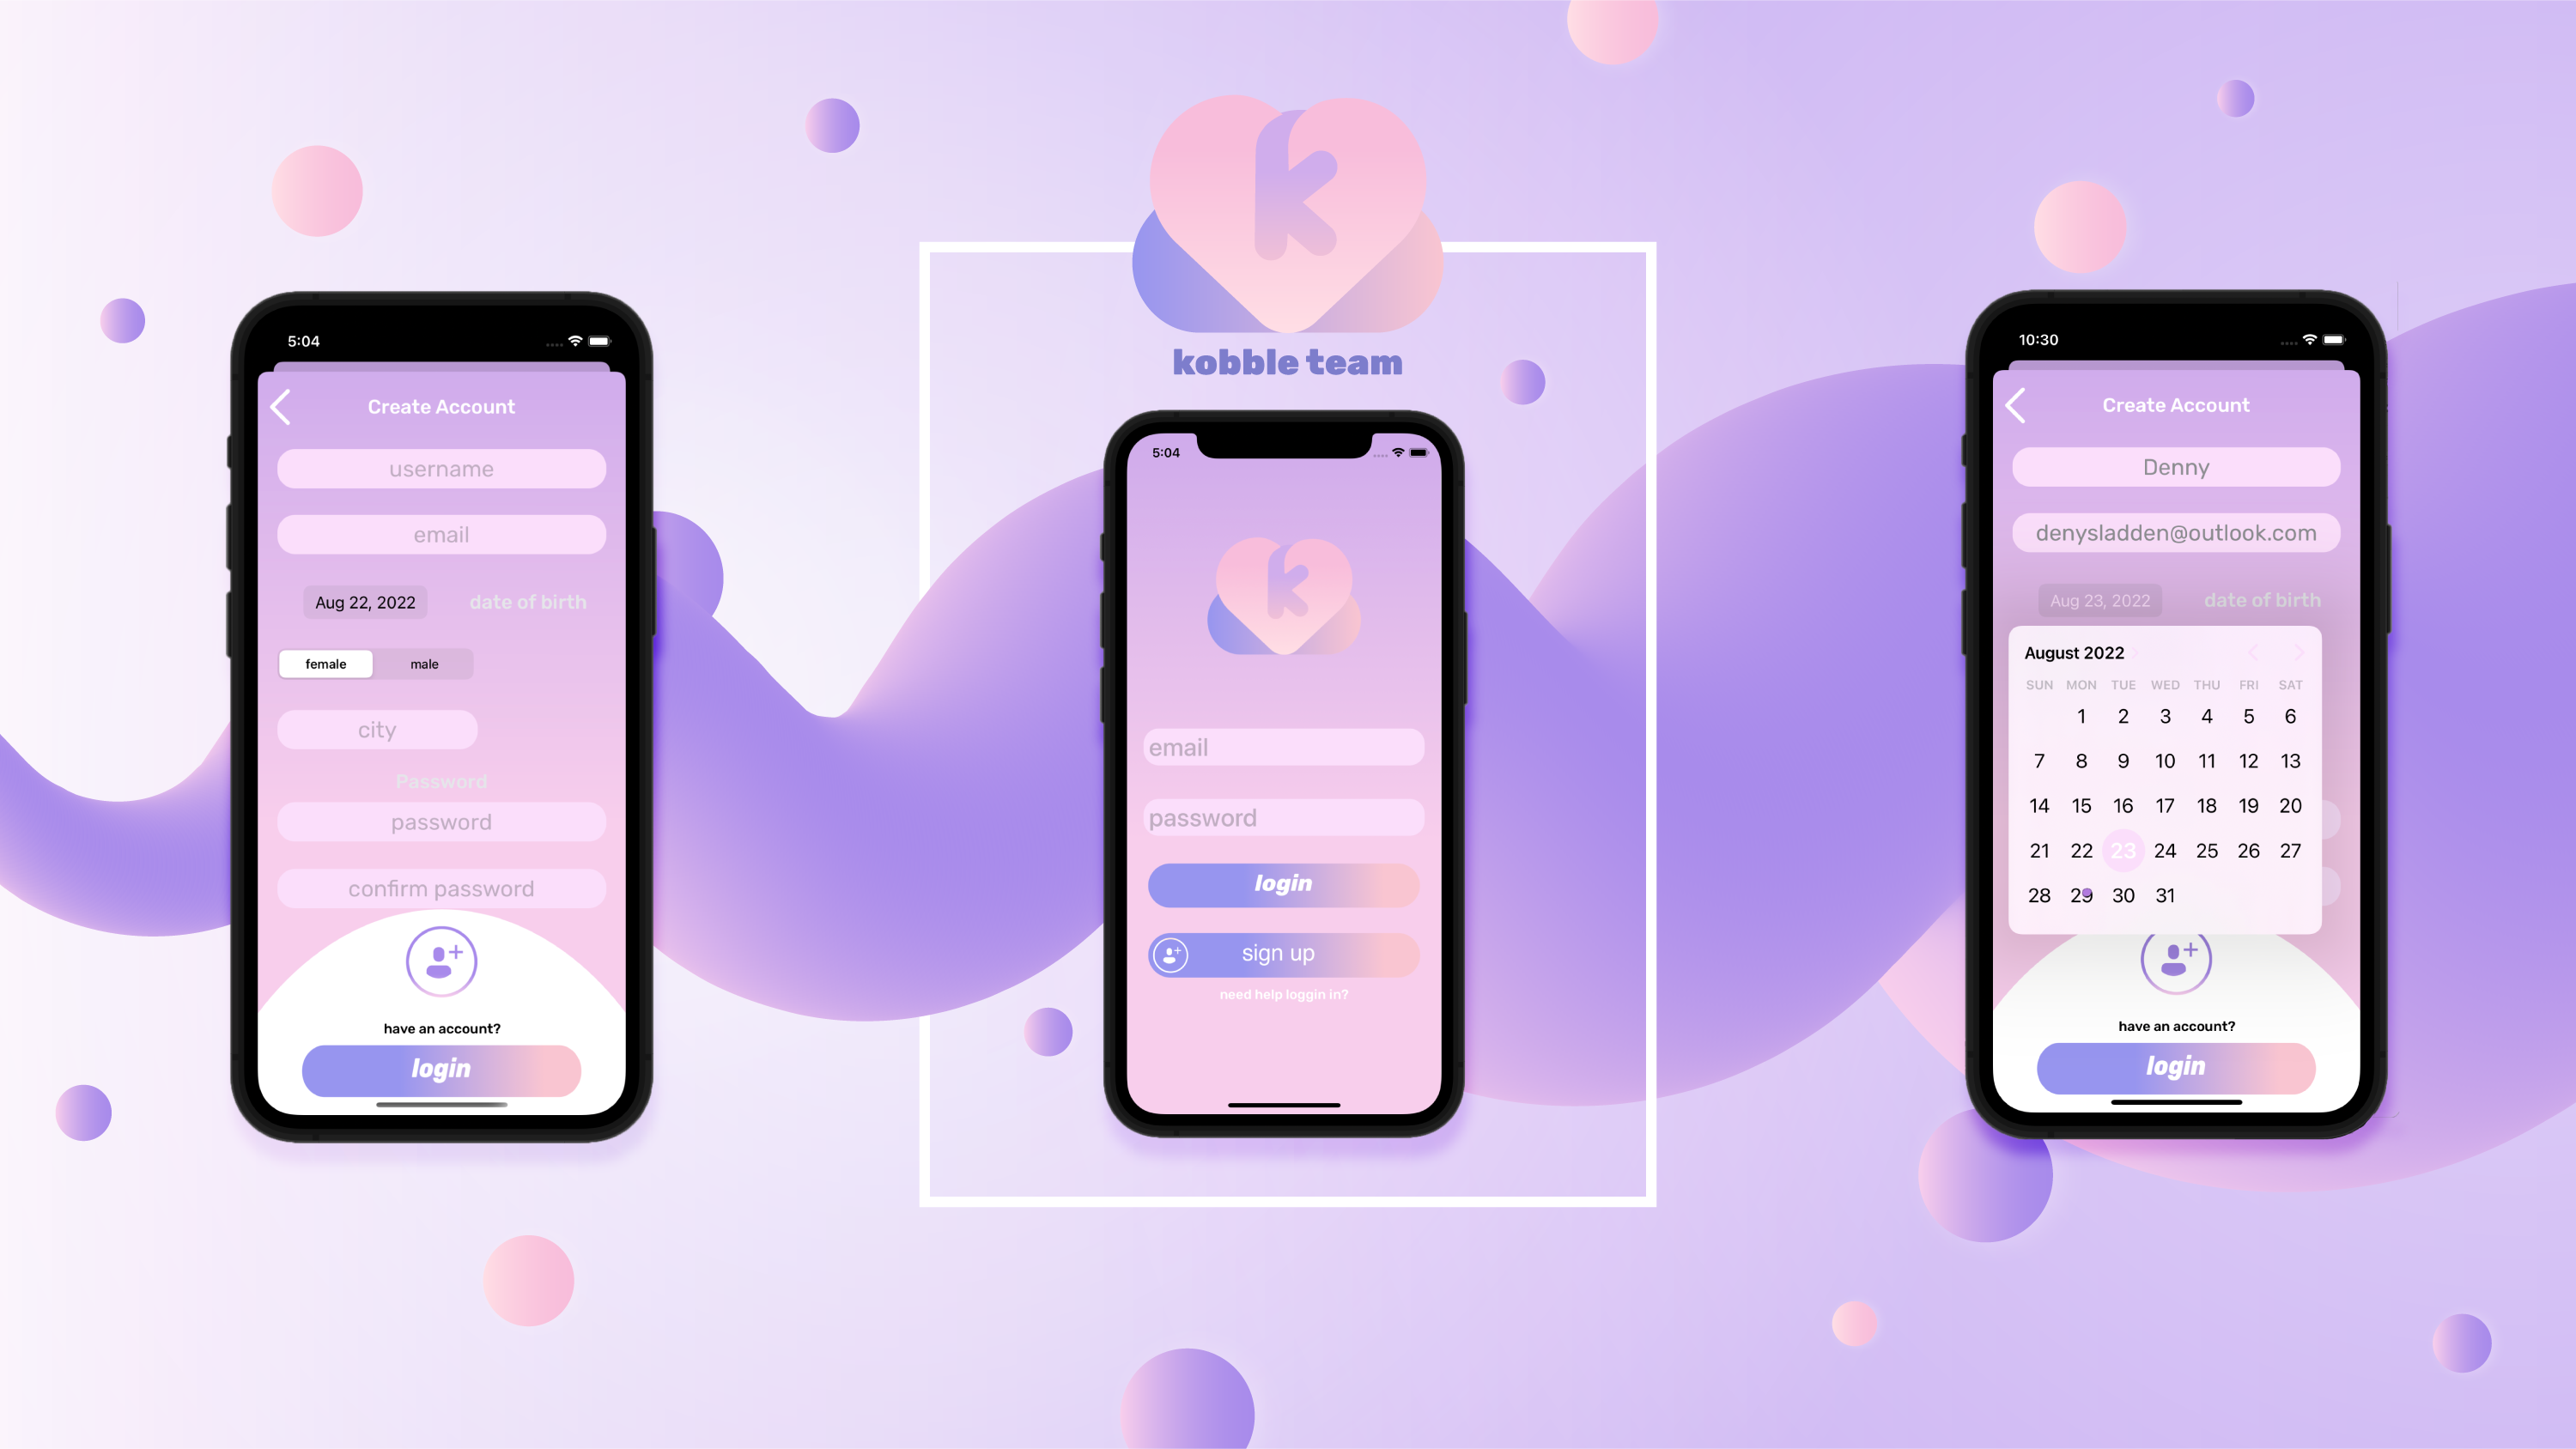 k
kobble team
5:04
Create Account
username
email
Aug 22, 2022 date of birth
female male
city
Password
password
confirm password
have an account?
login
5:04
k
email
password
login
sign up
need help loggin in?
10:30
Create Account
Denny
denysladden@outlook.com
Aug 23, 2022 date of birth
August 2022
SUN MON TUE WED THU FRI SAT
1 2 3 4 5 6
7 8 9 10 11 12 13
14 15 16 17 18 19 20
21 22 23 24 25 26 27
28 29 30 31
have an account?
login